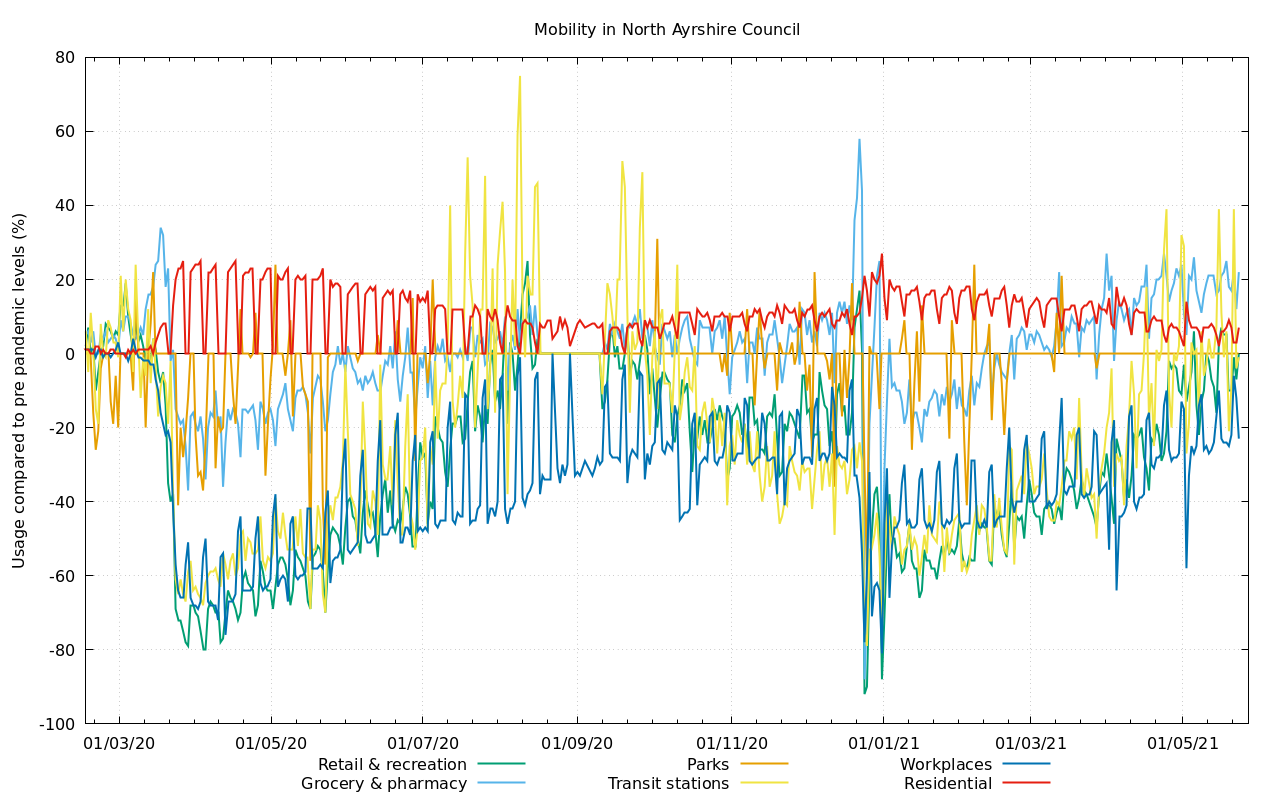 Mobility in North Ayrshire Council
Usage compared to pre pandemic levels (%)
80
60
40
20
0
-20
-40
-60
-80
-100
01/03/20 01/05/20 01/07/20 01/09/20 01/11/20 01/01/21 01/03/21 01/05/21
Retail & recreation Parks Workplaces
Grocery & pharmacy Transit stations Residential